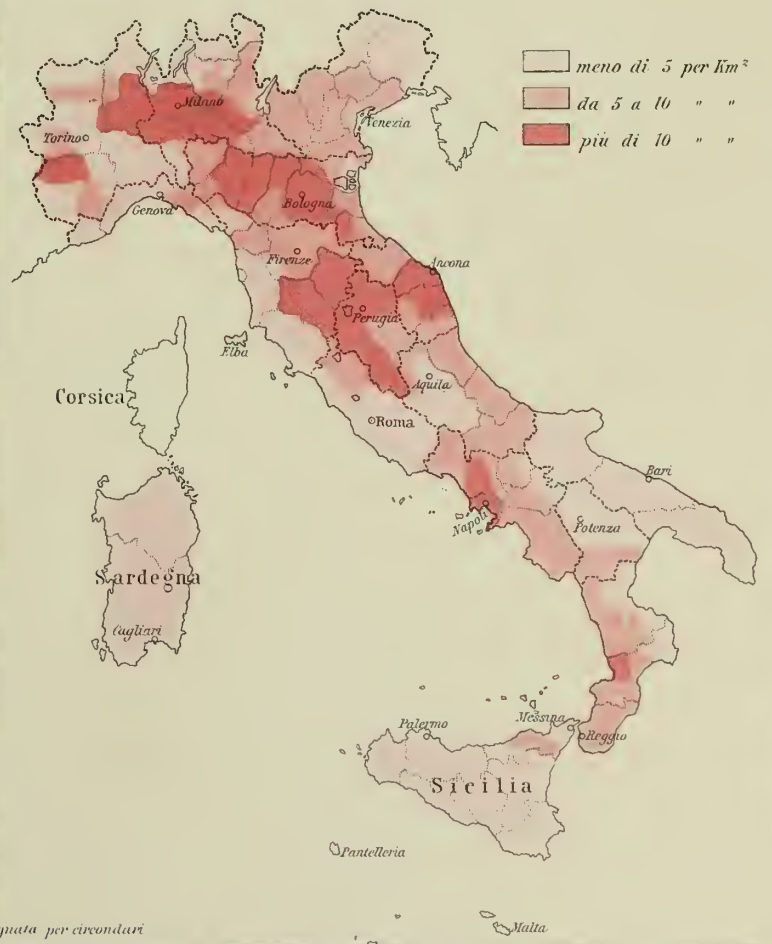 meno di 5 per Km²
da 5 a 10 " "
più di 10 " "
Milano
Torino
Venezia
Genova
Bologna
Firenze
Ancona
Perugia
Elba
Aquila
Corsica
Roma
Bari
Napoli
Potenza
Sardegna
Cagliari
Palermo
Messina
Reggio
Sicilia
Pantelleria
Malta
per circondari